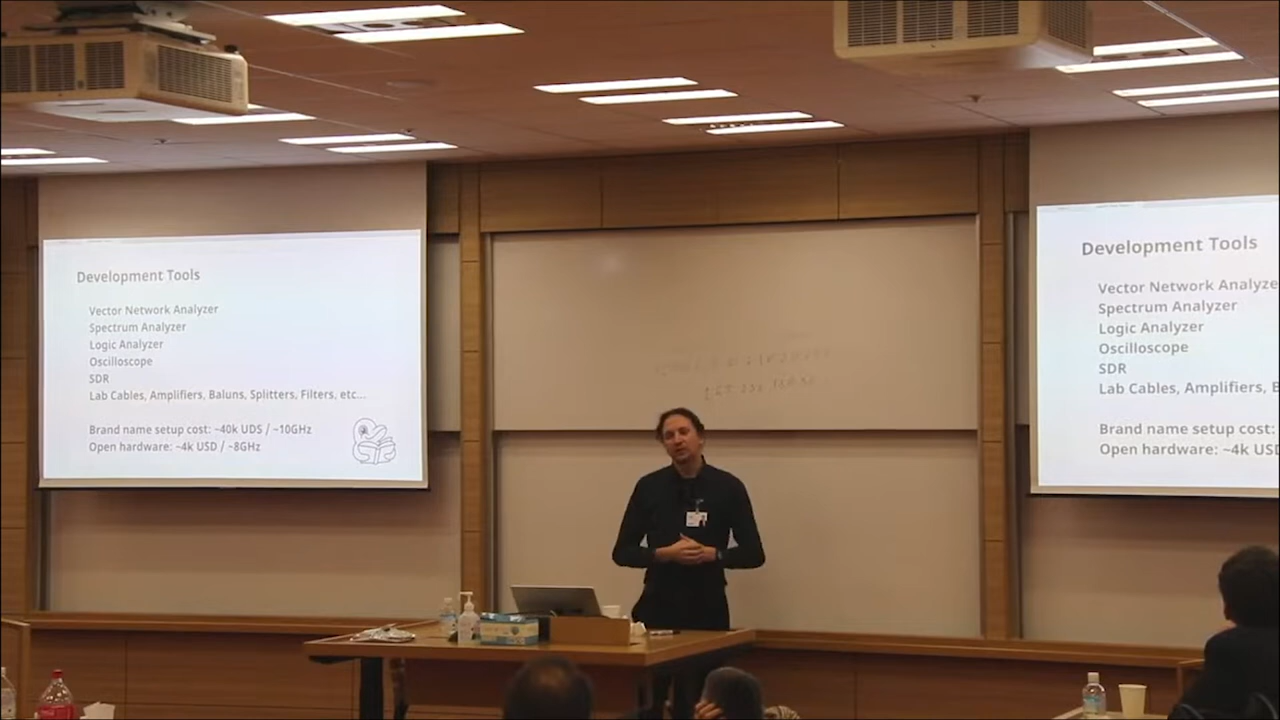 Development Tools
Vector Network Analyzer
Spectrum Analyzer
Logic Analyzer
Oscilloscope
SDR
Lab Cables, Amplifiers, Baluns, Splitters, Filters, etc...
Brand name setup cost: ~40k UDS / ~10GHz
Open hardware: ~4k USD / ~8GHz
Development Tools
Vector Network Analyze
Spectrum Analyzer
Logic Analyzer
Oscilloscope
SDR
Lab Cables, Amplifiers,
Brand name setup cost:
Open hardware: ~4k USD